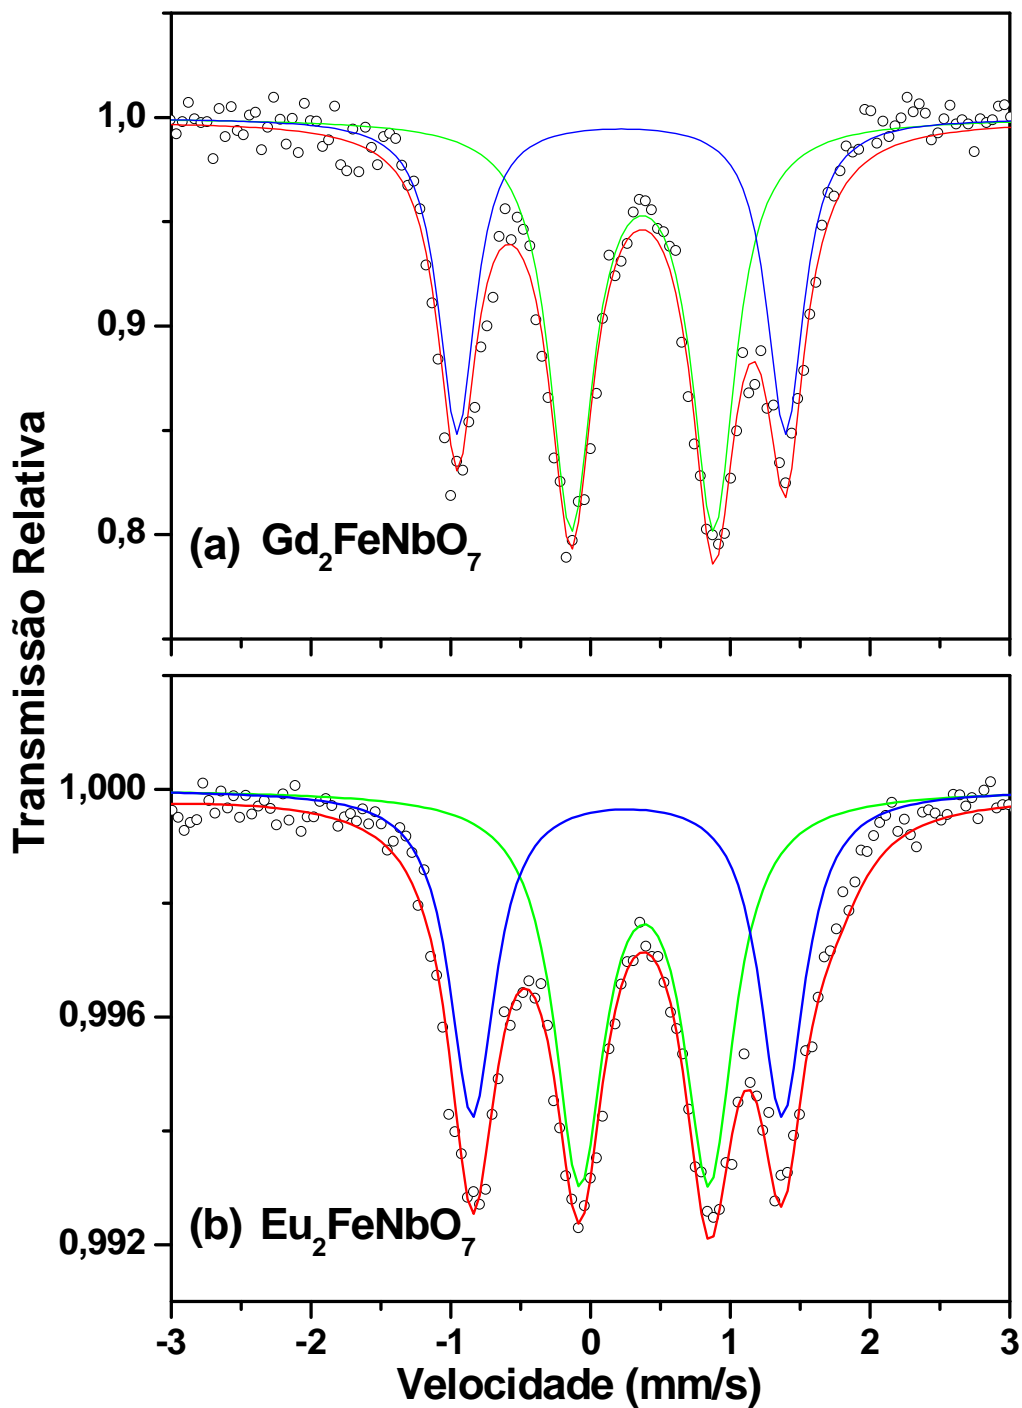 Transmissão Relativa
1,0
0,9
0,8
(a) Gd₂FeNbO₇
1,000
0,996
0,992
(b) Eu₂FeNbO₇
-3 -2 -1 0 1 2 3
Velocidade (mm/s)